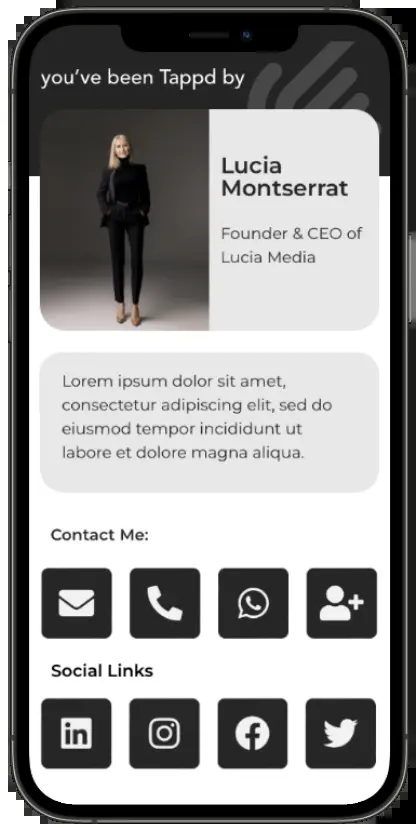 you've been Tappd by
Lucia
Montserrat
Founder & CEO of
Lucia Media
Lorem ipsum dolor sit amet,
consectetur adipiscing elit, sed do
eiusmod tempor incididunt ut
labore et dolore magna aliqua.
Contact Me:
Social Links